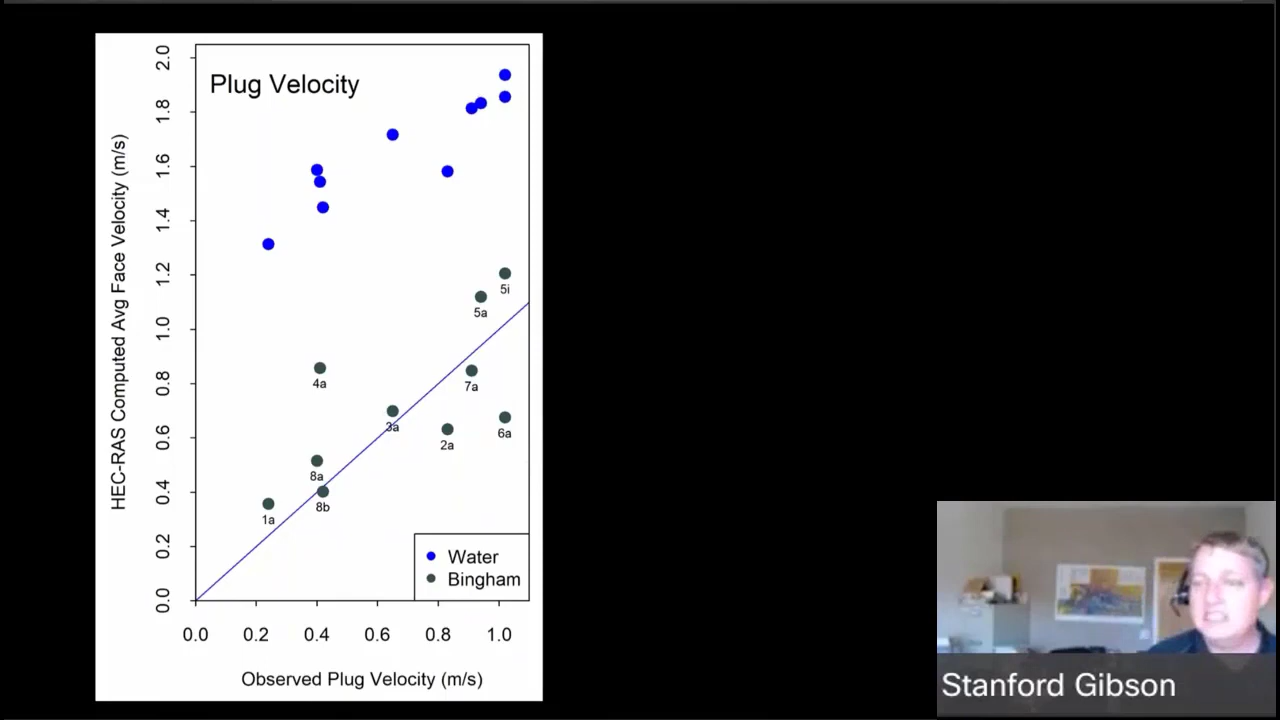 Plug Velocity
HEC-RAS Computed Avg Face Velocity (m/s)
2.0
1.8
1.6
1.4
1.2
1.0
0.8
0.6
0.4
0.2
0.0
5i
5a
4a
7a
3a
6a
2a
8a
8b
1a
Water
Bingham
0.0 0.2 0.4 0.6 0.8 1.0
Observed Plug Velocity (m/s)
Stanford Gibson